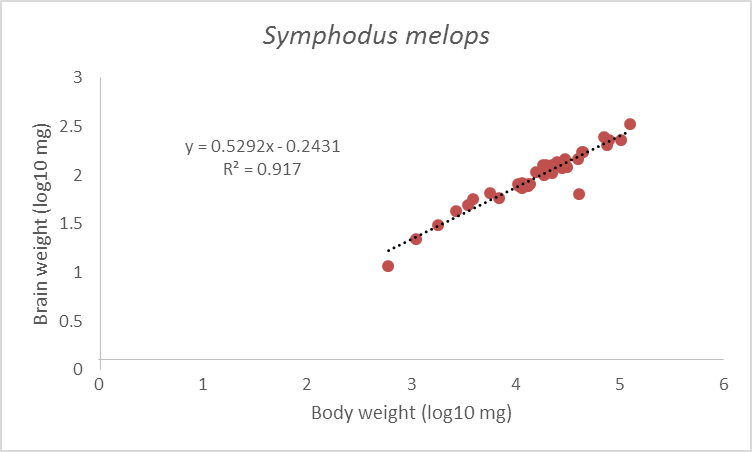 Symphodus melops
y = 0.5292x - 0.2431
R² = 0.917
Brain weight (log10 mg)
3
2.5
2
1.5
1
0.5
0
0 1 2 3 4 5 6
Body weight (log10 mg)